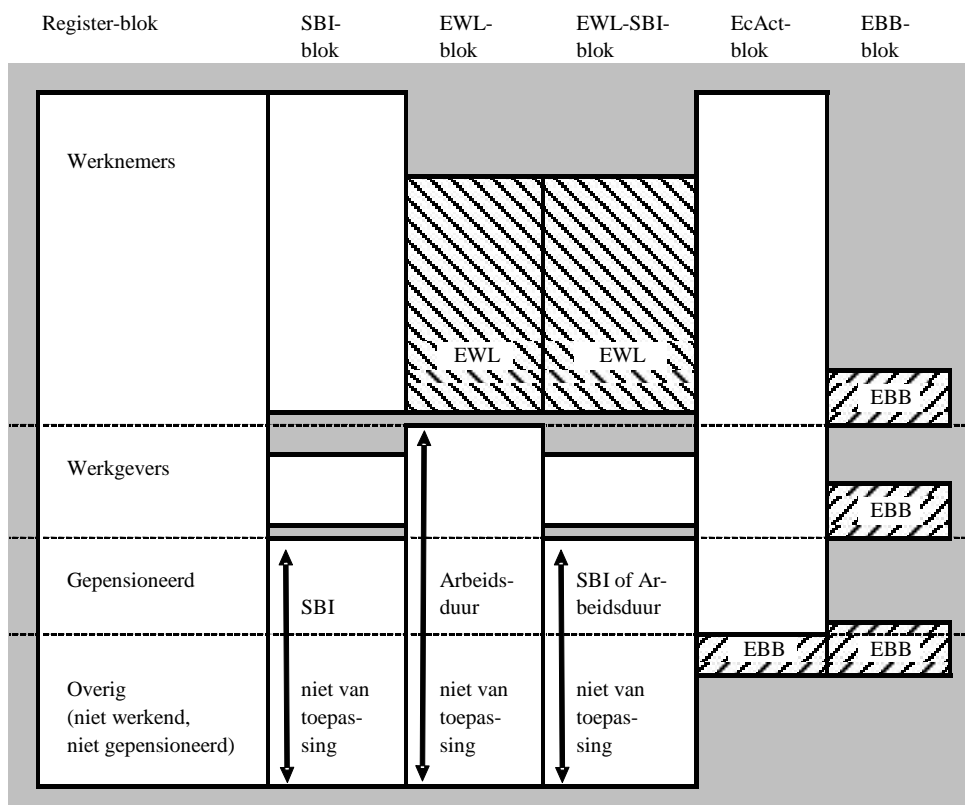 Register-blok
SBI-
blok
EWL-
blok
EWL-SBI-
blok
EcAct-
blok
EBB-
blok
Werknemers
EWL
EWL
EBB
Werkgevers
EBB
Gepensioneerd
SBI
Arbeids-
duur
SBI of Ar-
beidsduur
EBB
EBB
Overig
(niet werkend,
niet gepensioneerd)
niet van
toepas-
sing
niet van
toepas-
sing
niet van
toepas-
sing